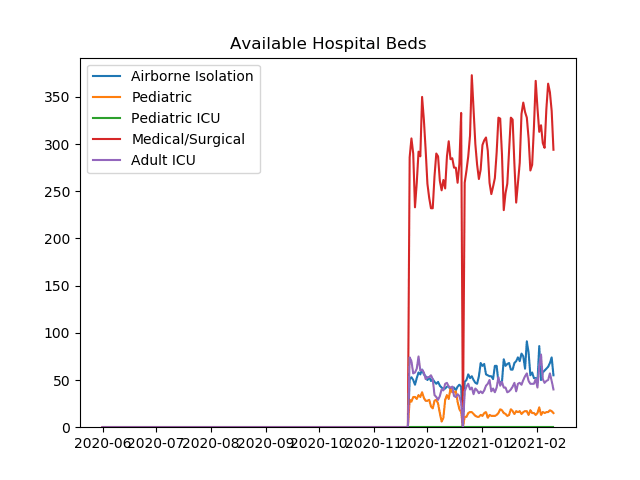 Available Hospital Beds
Airborne Isolation
Pediatric
Pediatric ICU
Medical/Surgical
Adult ICU
350
300
250
200
150
100
50
0
2020-06 2020-07 2020-08 2020-09 2020-10 2020-11 2020-12 2021-01 2021-02